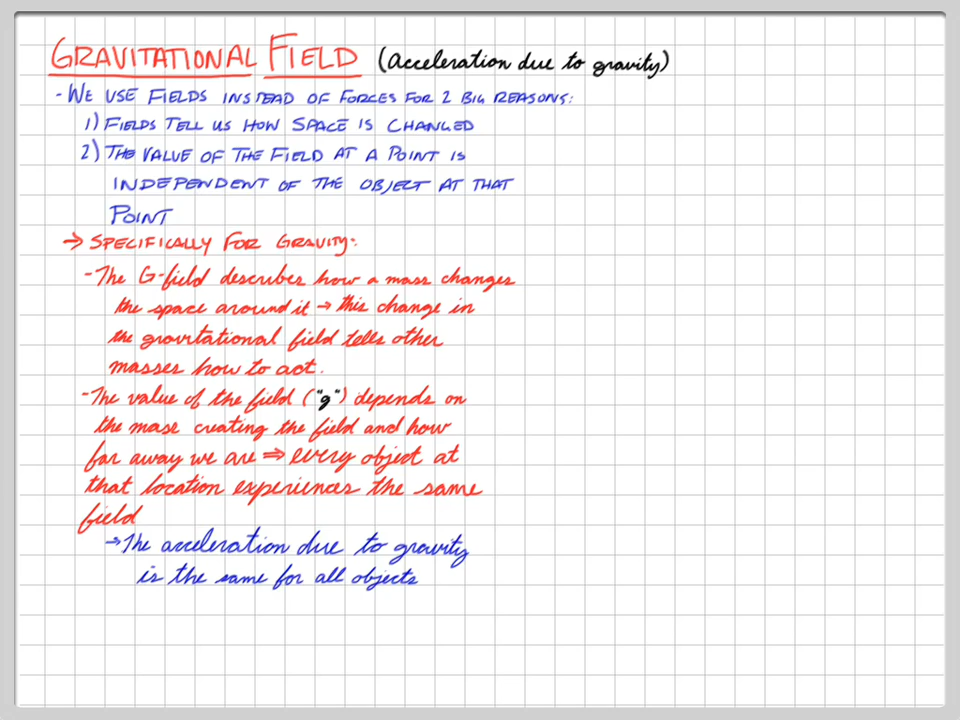 GRAVITATIONAL FIELD (Acceleration due to gravity)
- WE USE FIELDS INSTEAD OF FORCES FOR 2 BIG REASONS:
1) FIELDS TELL US HOW SPACE IS CHANGED
2) THE VALUE OF THE FIELD AT A POINT IS
INDEPENDENT OF THE OBJECT AT THAT
POINT
→ SPECIFICALLY FOR GRAVITY:
- The G-field describes how a mass changes
the space around it → this change in
the gravitational field tells other
masses how to act.
- The value of the field ("g") depends on
the mass creating the field and how
far away we are ⇒ every object at
that location experiences the same
field
→ The acceleration due to gravity
is the same for all objects